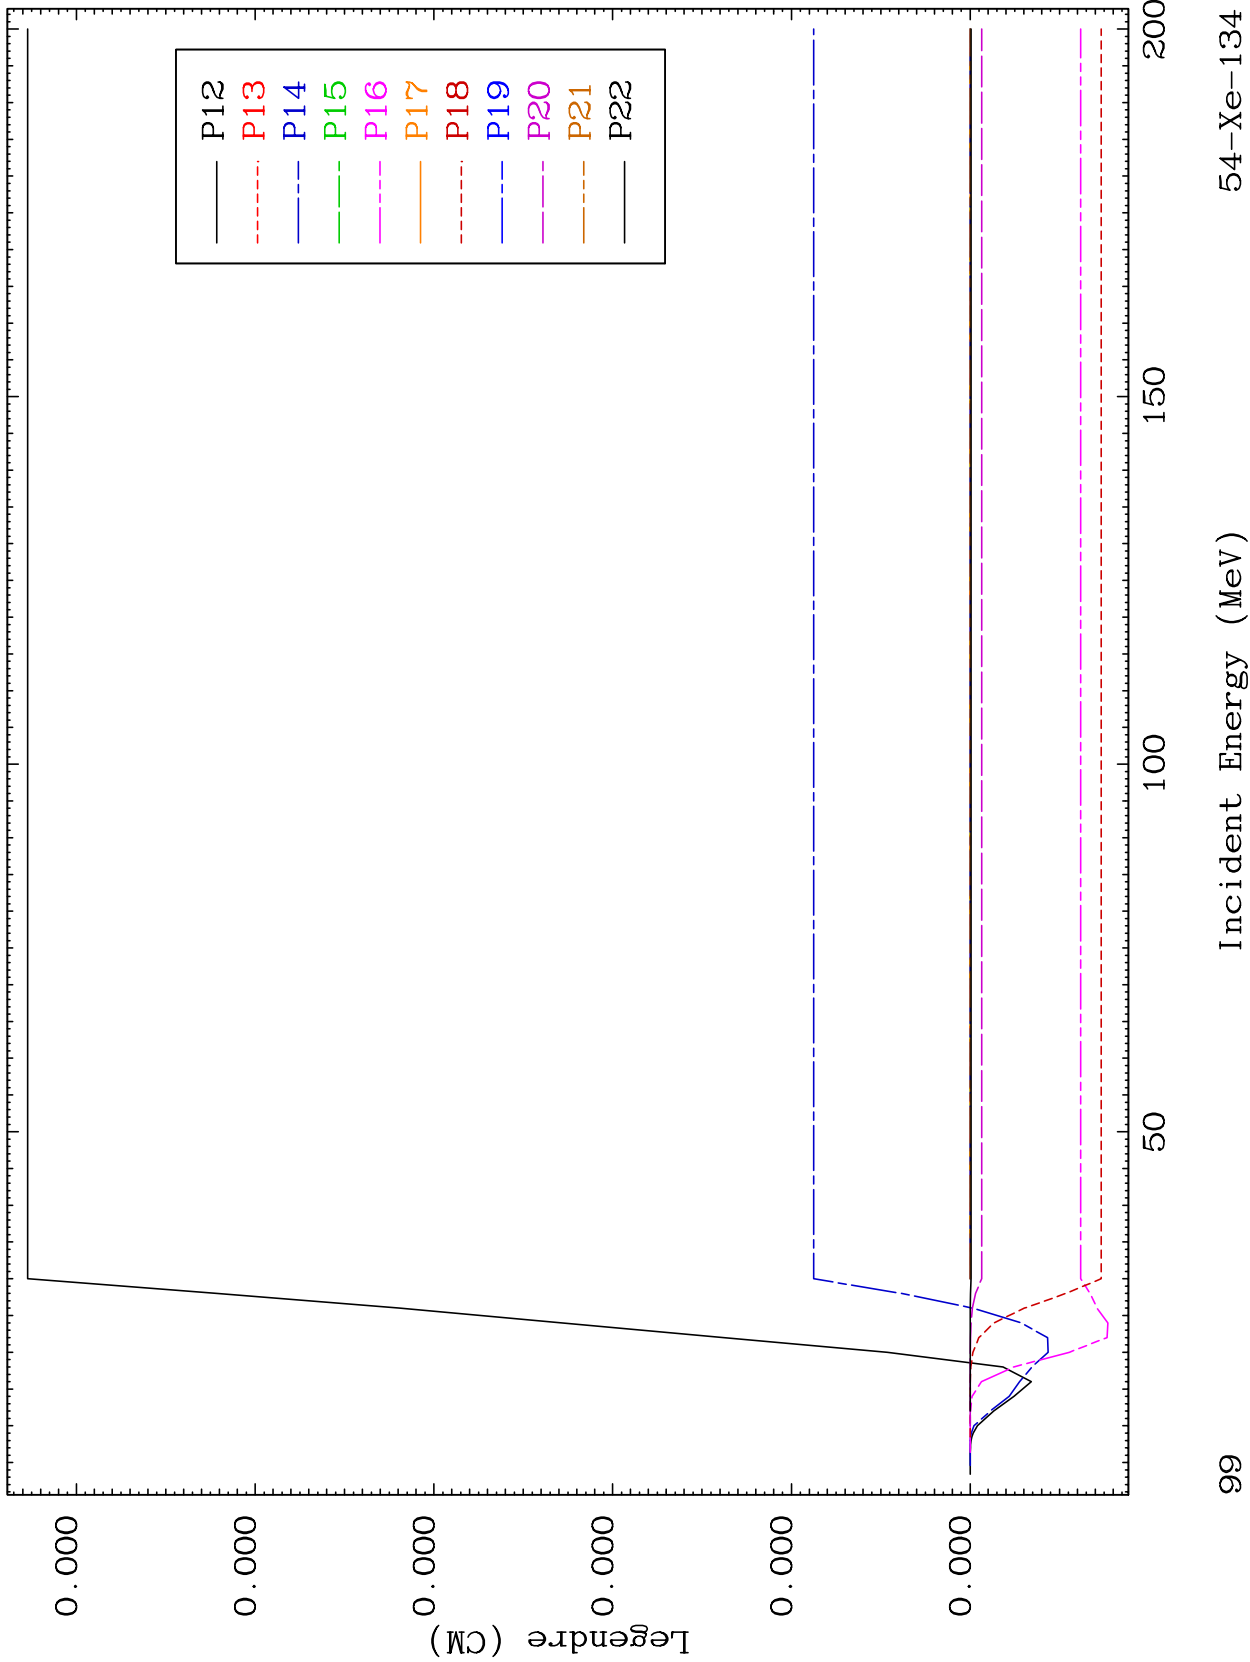 Legendre (CM)
0.000
0.000
0.000
0.000
0.000
0.000
P12
P13
P14
P15
P16
P17
P18
P19
P20
P21
P22
50
100
150
200
99
Incident Energy (MeV)
54-Xe-134